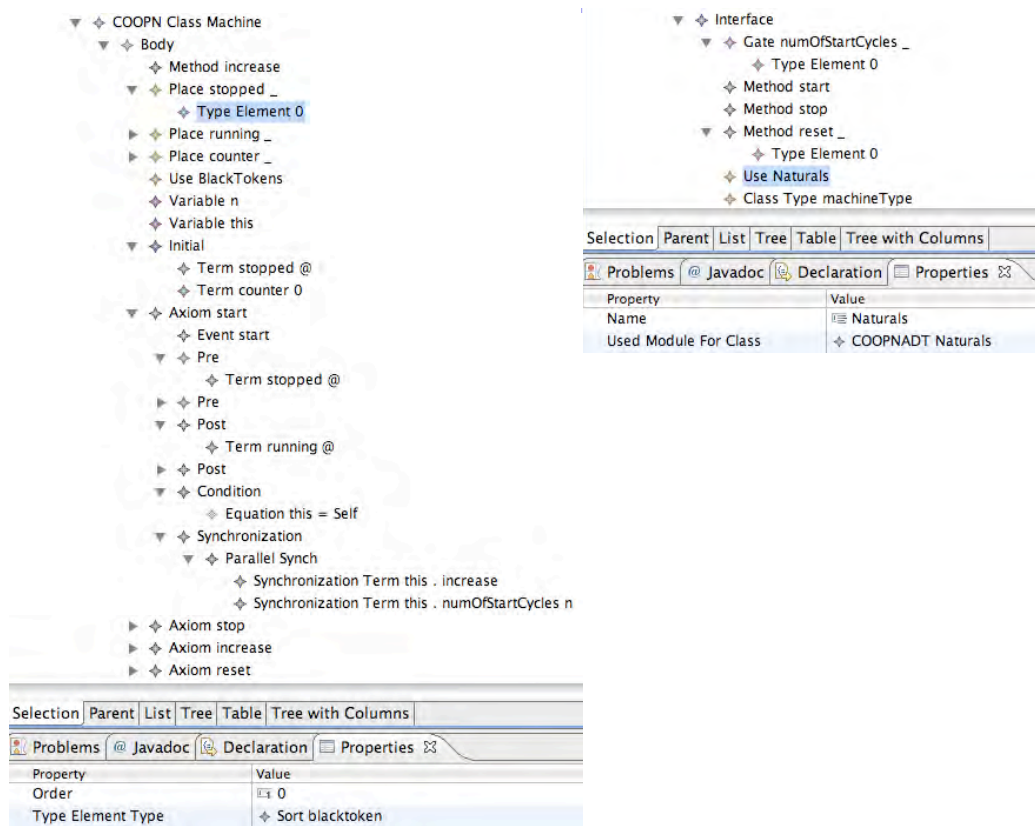 COOPN Class Machine
Body
Method increase
Place stopped _
Type Element 0
Place running _
Place counter _
Use BlackTokens
Variable n
Variable this
Initial
Term stopped @
Term counter 0
Axiom start
Event start
Pre
Term stopped @
Pre
Post
Term running @
Post
Condition
Equation this = Self
Synchronization
Parallel Synch
Synchronization Term this . increase
Synchronization Term this . numOfStartCycles n
Axiom stop
Axiom increase
Axiom reset
Selection Parent List Tree Table Tree with Columns
Problems @ Javadoc Declaration Properties
Property Value
Order 0
Type Element Type Sort blacktoken
Interface
Gate numOfStartCycles _
Type Element 0
Method start
Method stop
Method reset _
Type Element 0
Use Naturals
Class Type machineType
Selection Parent List Tree Table Tree with Columns
Problems @ Javadoc Declaration Properties
Property Value
Name Naturals
Used Module For Class COOPNADT Naturals